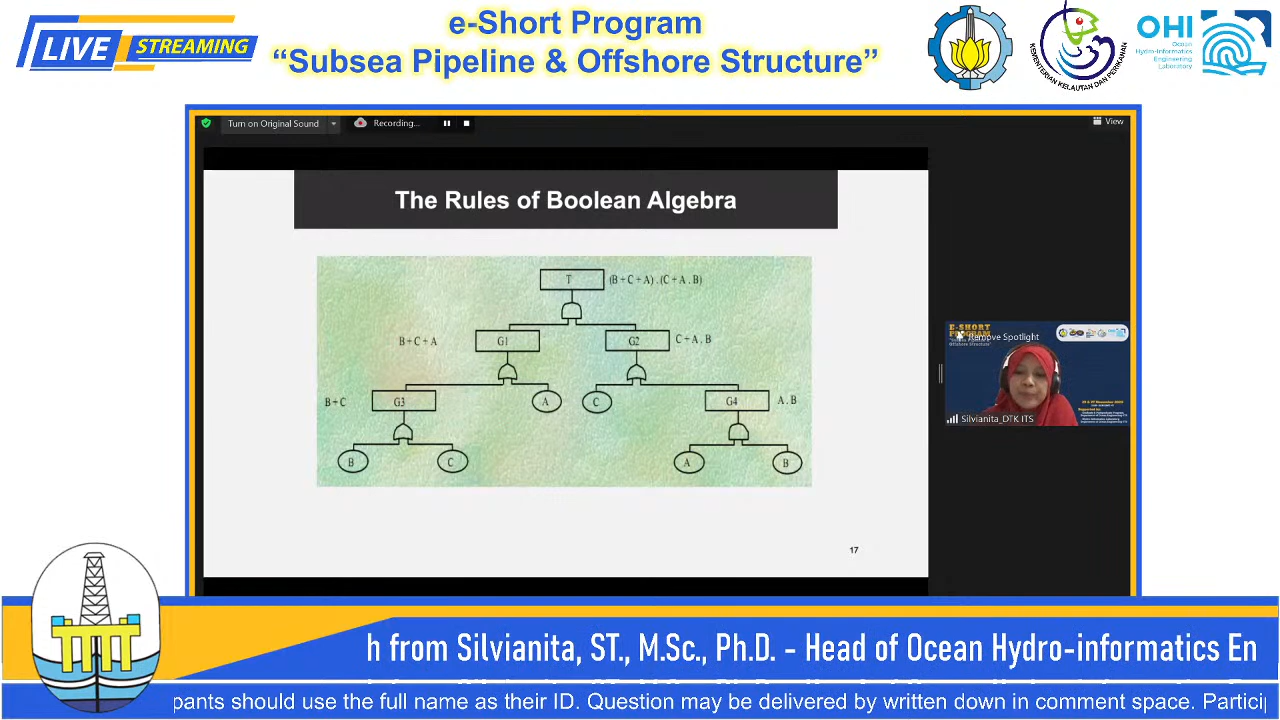 LIVE STREAMING
e-Short Program
“Subsea Pipeline & Offshore Structure”
KEMENTERIAN KELAUTAN DAN PERIKANAN
OHI
Ocean
Hydro-Informatics
Engineering
Laboratory
Turn on Original Sound
Recording...
View
The Rules of Boolean Algebra
T (B + C + A) . (C + A . B)
B + C + A G1 G2 C + A . B
B + C G3 A C G4 A . B
B C A B
17
E-SHORT
PROGRAM
Remove Spotlight
Silvianita_DTK ITS
h from Silvianita, ST., M.Sc., Ph.D. - Head of Ocean Hydro-informatics En
pants should use the full name as their ID. Question may be delivered by written down in comment space. Particip